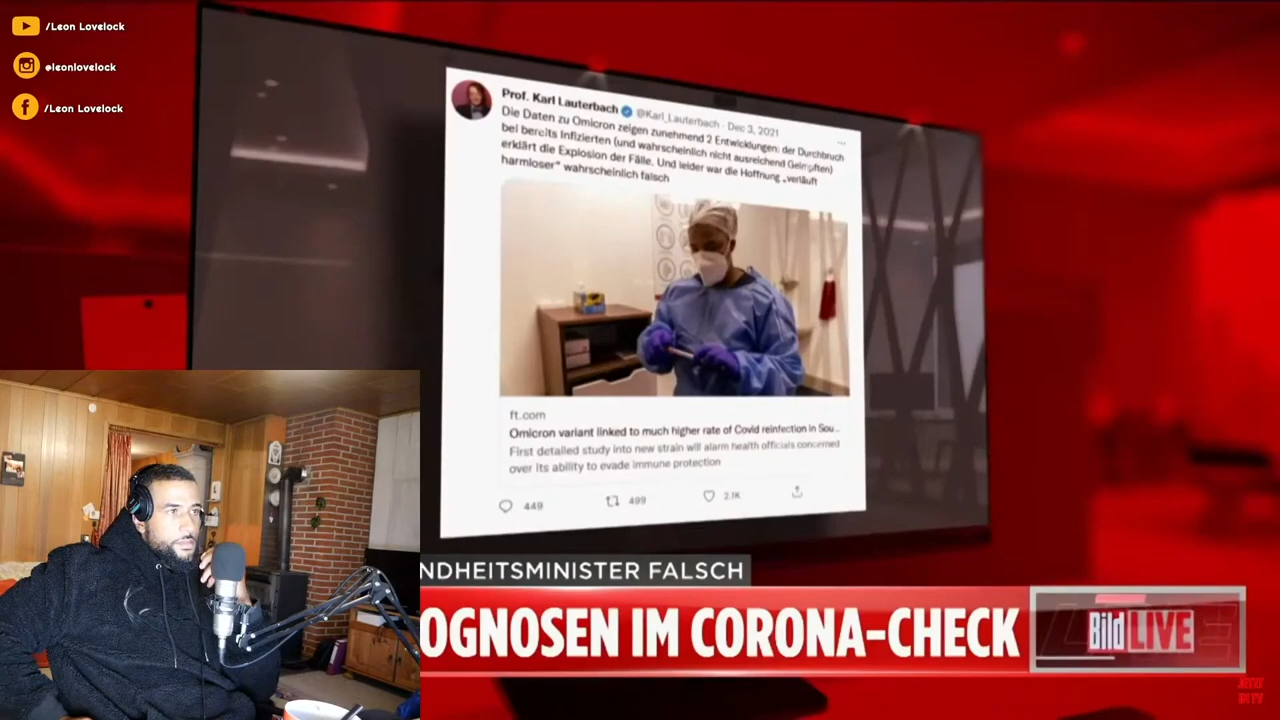 /Leon Lovelock
@leonlovelock
/Leon Lovelock
Prof. Karl Lauterbach @Karl_Lauterbach · Dec 3, 2021
Die Daten zu Omicron zeigen zunehmend 2 Entwicklungen: der Durchbruch
bei bereits Infizierten (und wahrscheinlich nicht ausreichend Geimpften)
erklärt die Explosion der Fälle. Und leider war die Hoffnung „verläuft
harmloser“ wahrscheinlich falsch
ft.com
Omicron variant linked to much higher rate of Covid reinfection in Sou...
First detailed study into new strain will alarm health officials concerned
over its ability to evade immune protection
449 499 2.1K
NDHEITSMINISTER FALSCH
OGNOSEN IM CORONA-CHECK
Bild LIVE
JETZT
IM TV